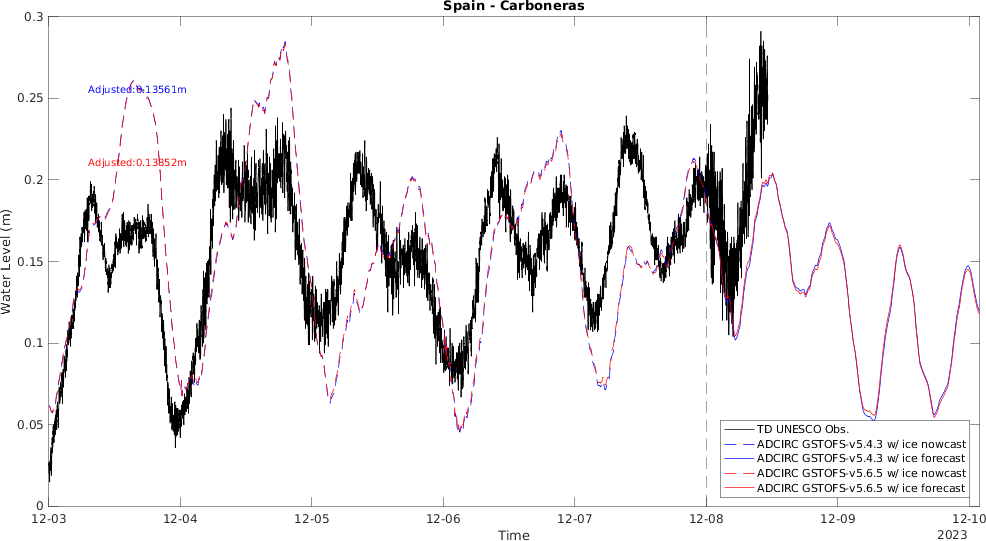 Spain - Carboneras
0.3
0.25
0.2
0.15
0.1
0.05
0
Water Level (m)
Adjusted:0.13561m
Adjusted:0.13852m
TD UNESCO Obs.
ADCIRC GSTOFS-v5.4.3 w/ ice nowcast
ADCIRC GSTOFS-v5.4.3 w/ ice forecast
ADCIRC GSTOFS-v5.6.5 w/ ice nowcast
ADCIRC GSTOFS-v5.6.5 w/ ice forecast
12-03 12-04 12-05 12-06 12-07 12-08 12-09 12-10
Time
2023